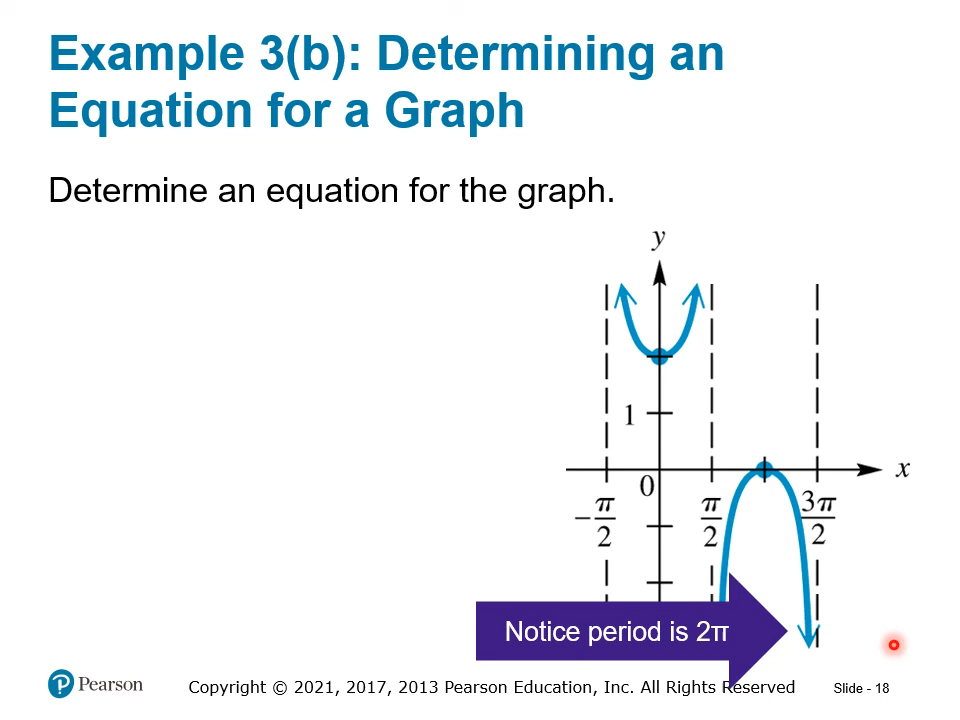 Example 3(b): Determining an
Equation for a Graph
Determine an equation for the graph.
y
1
x
0
−π/2
π/2
3π/2
Notice period is 2π
Pearson
Copyright © 2021, 2017, 2013 Pearson Education, Inc. All Rights Reserved
Slide - 18